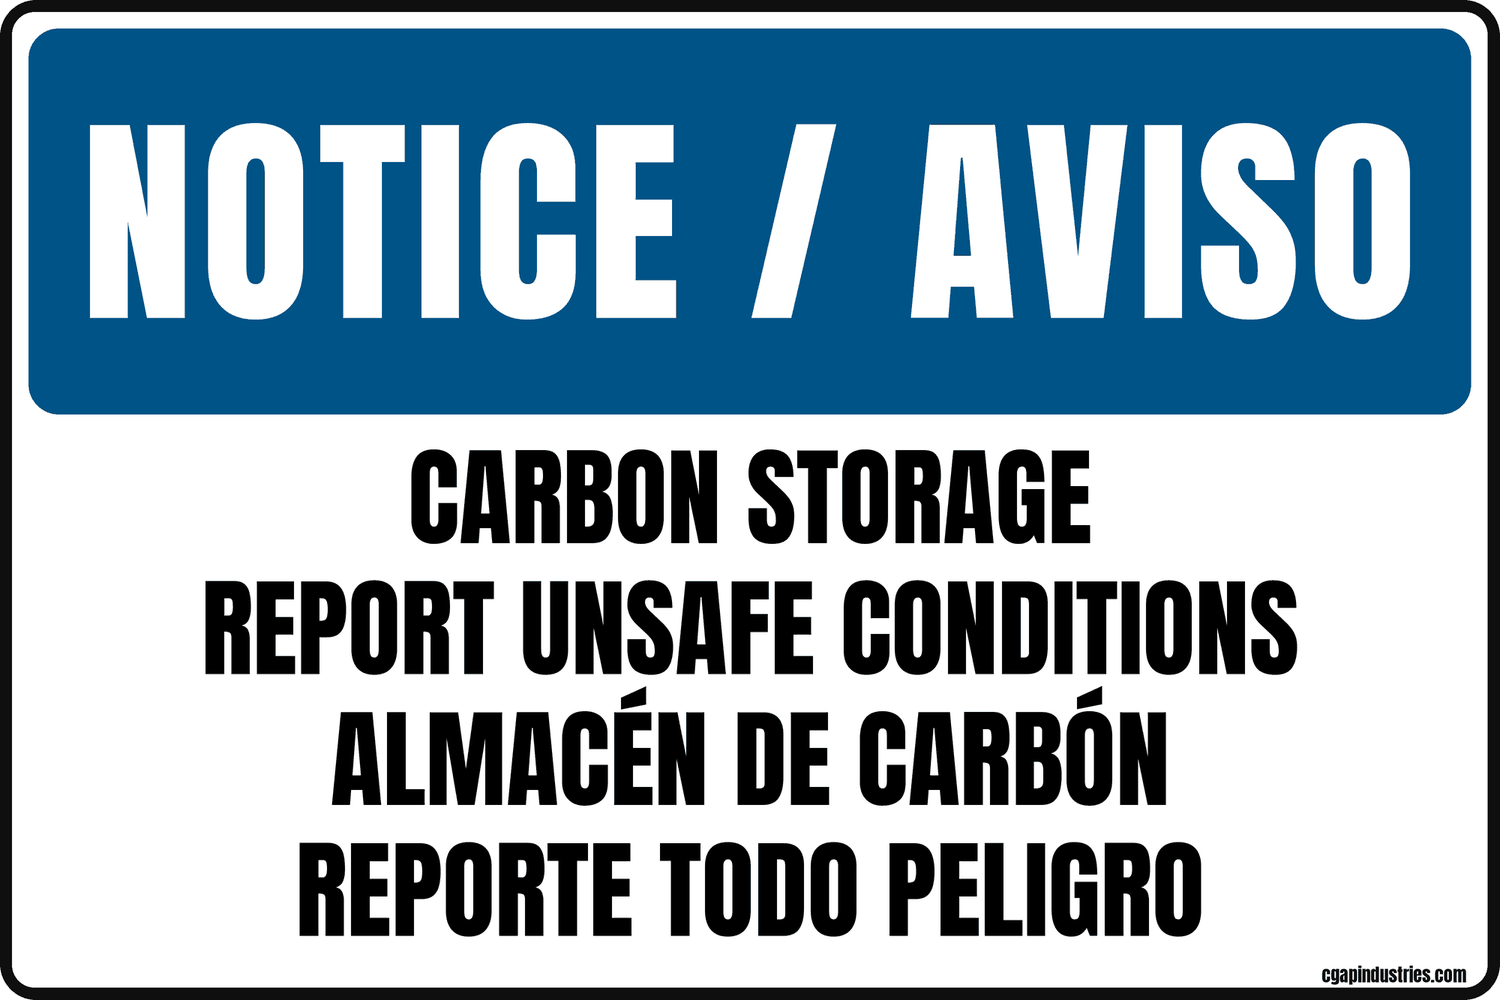 NOTICE / AVISO
CARBON STORAGE
REPORT UNSAFE CONDITIONS
ALMACÉN DE CARBÓN
REPORTE TODO PELIGRO
cgapindustries.com